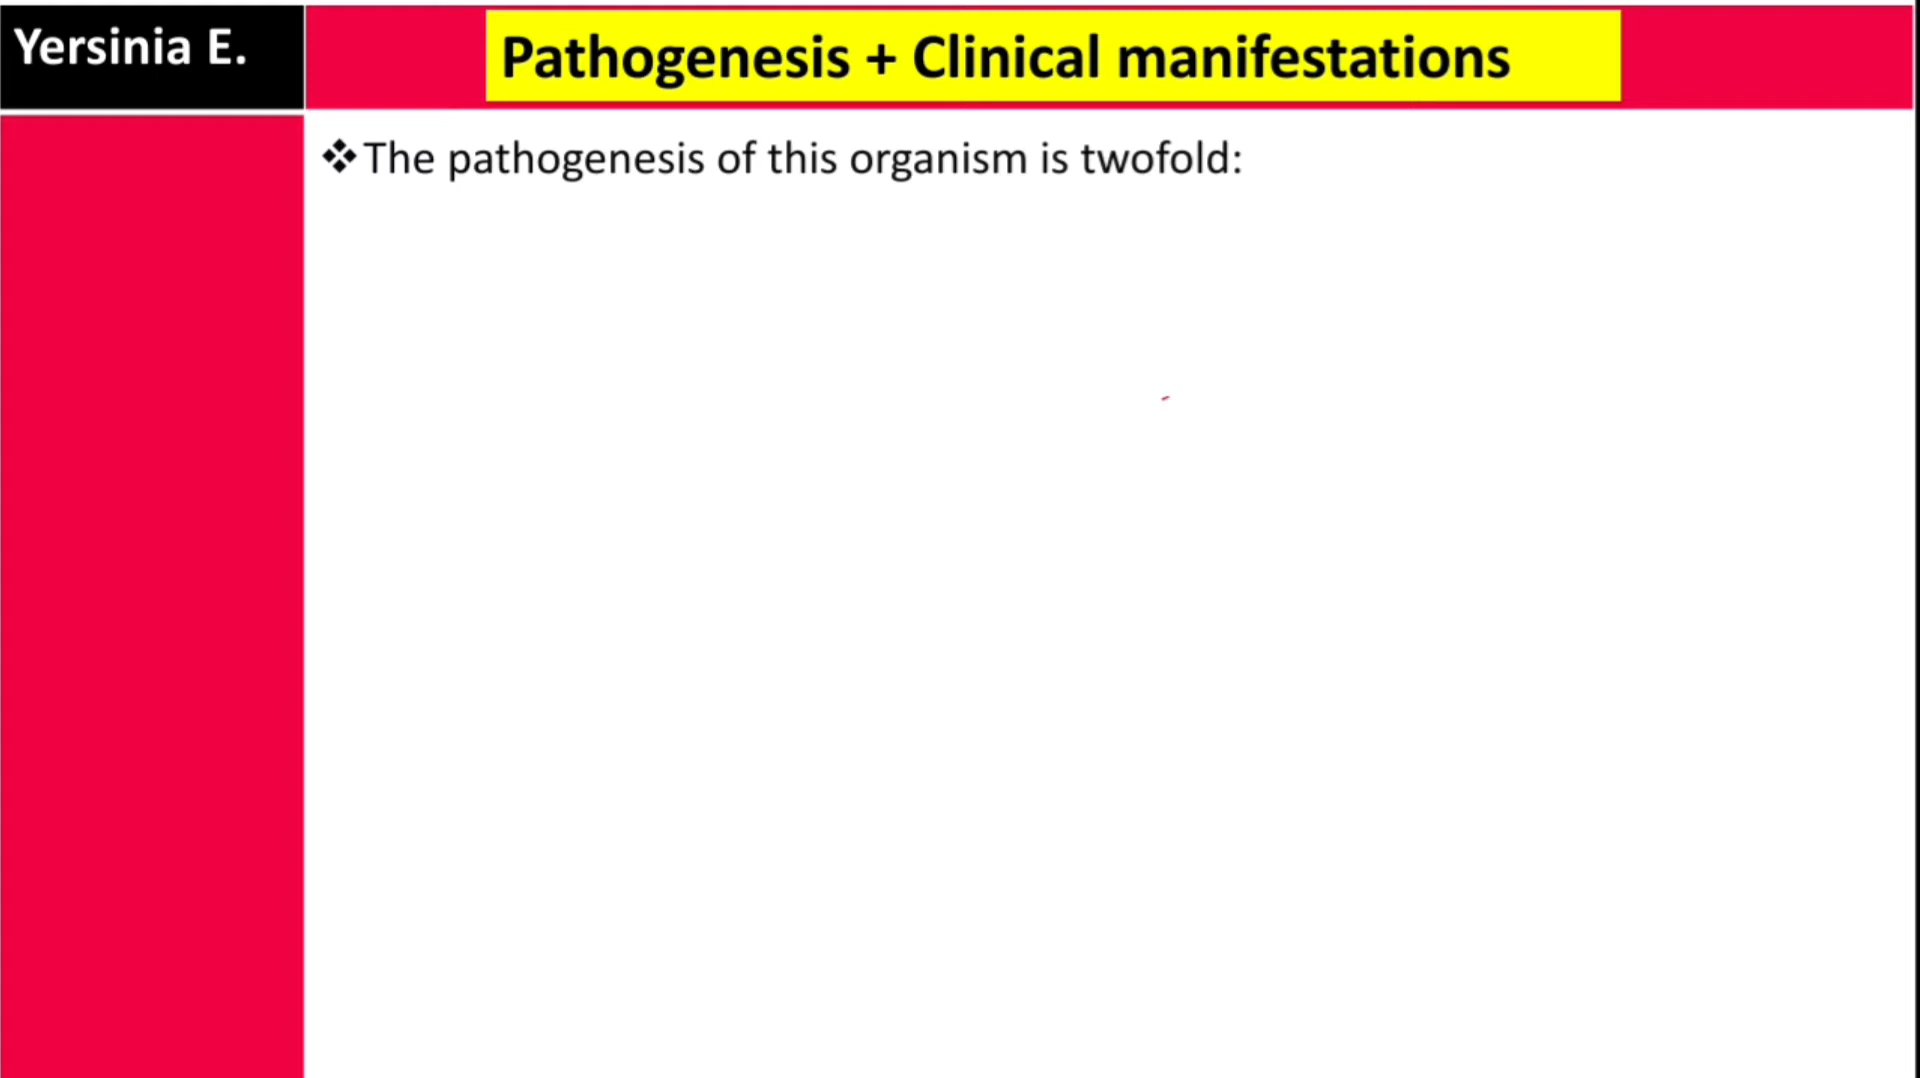 Yersinia E.
Pathogenesis + Clinical manifestations
❖The pathogenesis of this organism is twofold: